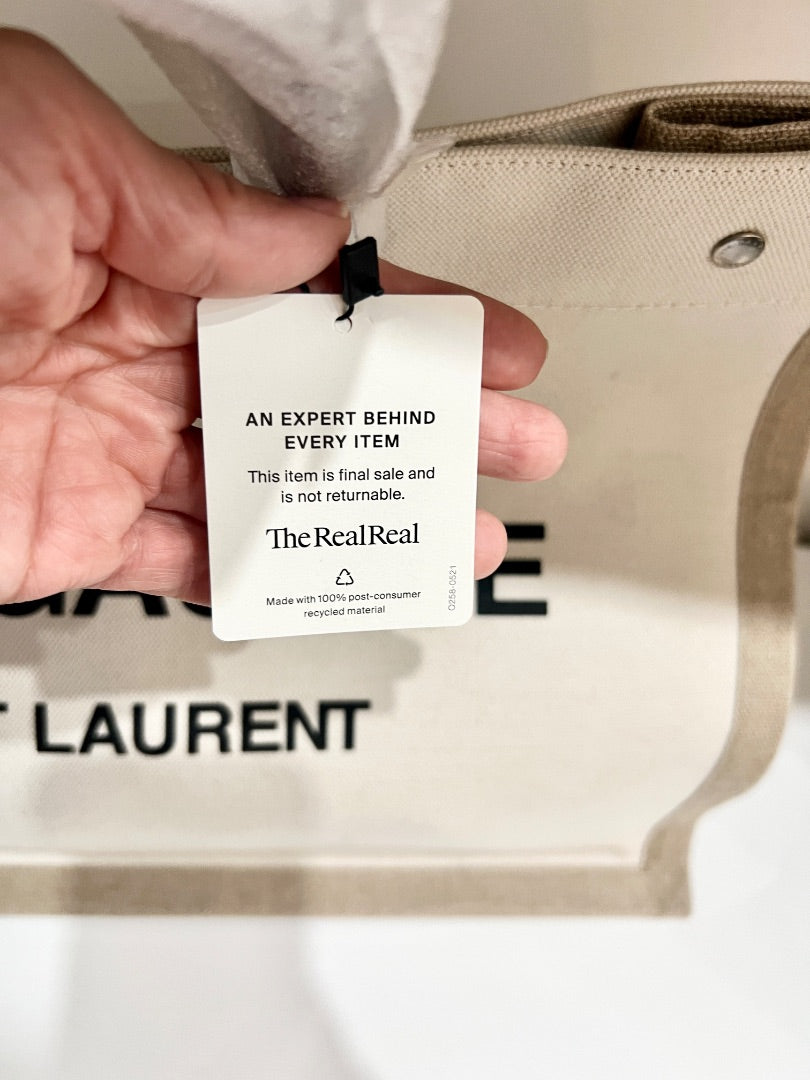 AN EXPERT BEHIND
EVERY ITEM
This item is final sale and
is not returnable.
TheRealReal
Made with 100% post-consumer
recycled material
0258-0521
LAURENT